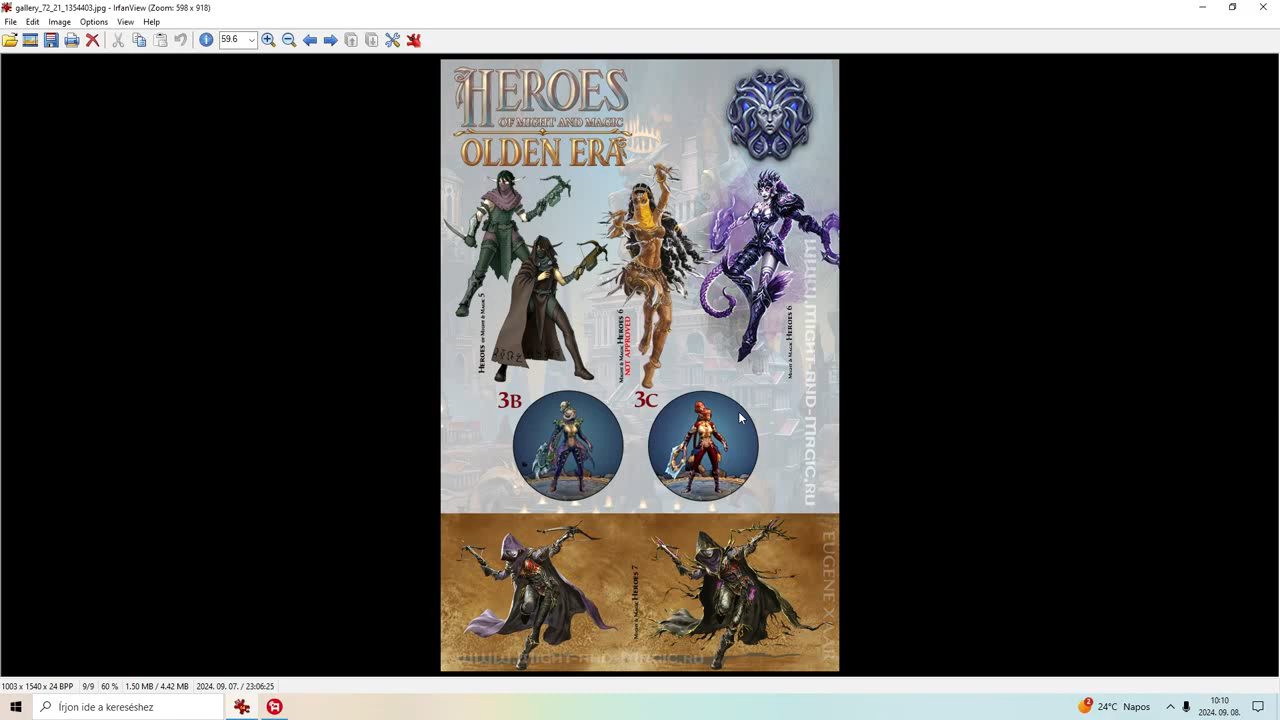 gallery_72_21_1354403.jpg - IrfanView (Zoom: 598 x 918)
File Edit Image Options View Help
59.6
HEROES
OF MIGHT AND MAGIC
OLDEN ERA
HEROES OF MIGHT & MAGIC 5
MIGHT & MAGIC HEROES 6
NOT APPROVED
MIGHT & MAGIC HEROES 6
WWW.MIGHT-AND-MAGIC.RU
3B
3C
MIGHT & MAGIC HEROES 7
EUGENE XAAR
WWW.MIGHT-AND-MAGIC.RU
1003 x 1540 x 24 BPP 9/9 60 % 1.50 MB / 4.42 MB 2024. 09. 07. / 23:06:25
Írjon ide a kereséshez
2
24°C Napos
10:10
2024. 09. 08.